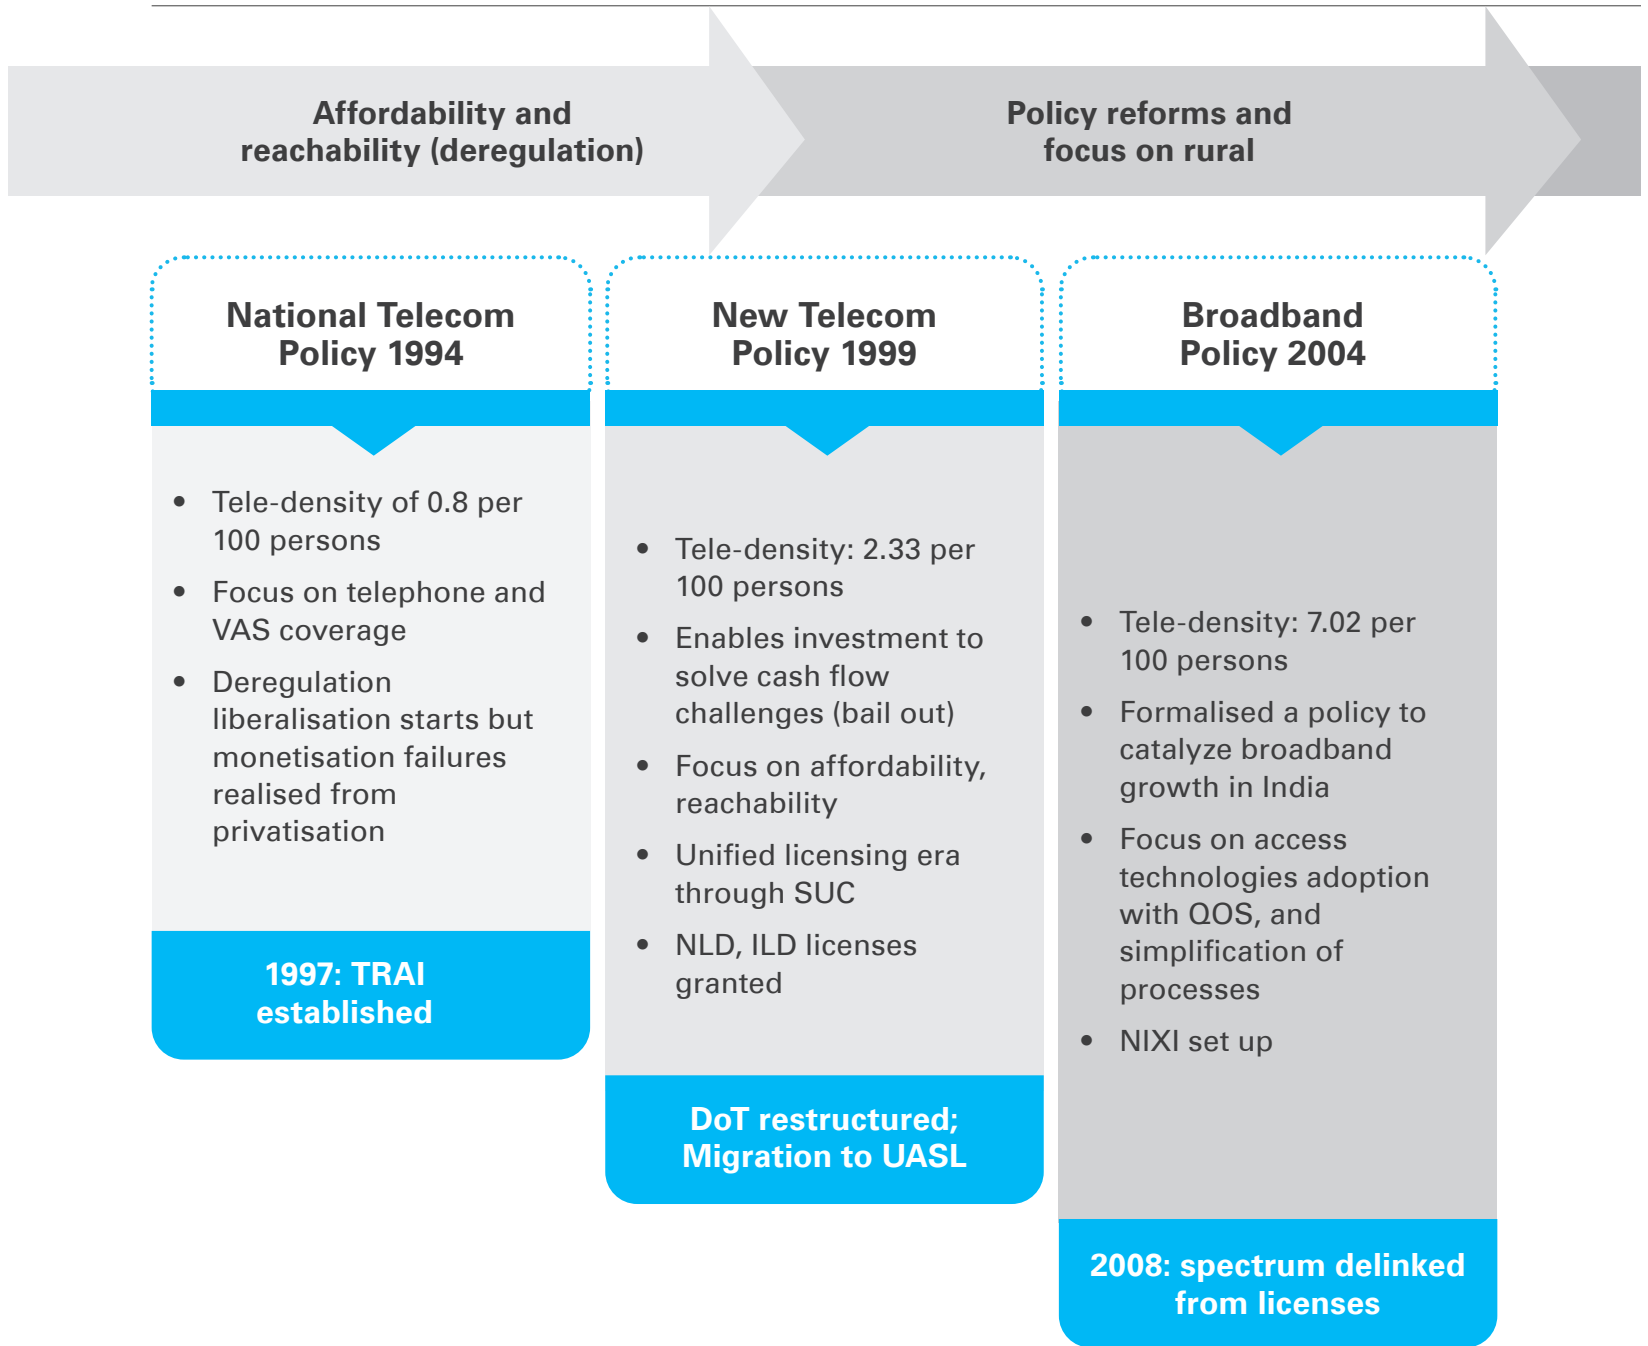 Affordability and
reachability (deregulation)
Policy reforms and
focus on rural
National Telecom
Policy 1994
• Tele-density of 0.8 per
100 persons
• Focus on telephone and
VAS coverage
• Deregulation
liberalisation starts but
monetisation failures
realised from
privatisation
1997: TRAI
established
New Telecom
Policy 1999
• Tele-density: 2.33 per
100 persons
• Enables investment to
solve cash flow
challenges (bail out)
• Focus on affordability,
reachability
• Unified licensing era
through SUC
• NLD, ILD licenses
granted
DoT restructured;
Migration to UASL
Broadband
Policy 2004
• Tele-density: 7.02 per
100 persons
• Formalised a policy to
catalyze broadband
growth in India
• Focus on access
technologies adoption
with QOS, and
simplification of
processes
• NIXI set up
2008: spectrum delinked
from licenses